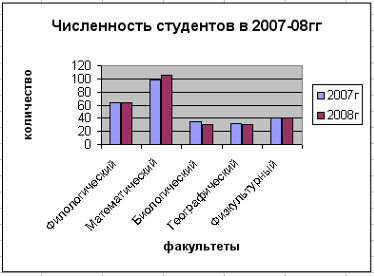 Численность студентов в 2007-08гг
количество
120
100
80
60
40
20
0
2007г
2008г
Филологический
Математический
Биологический
Географический
Физкультурный
факультеты